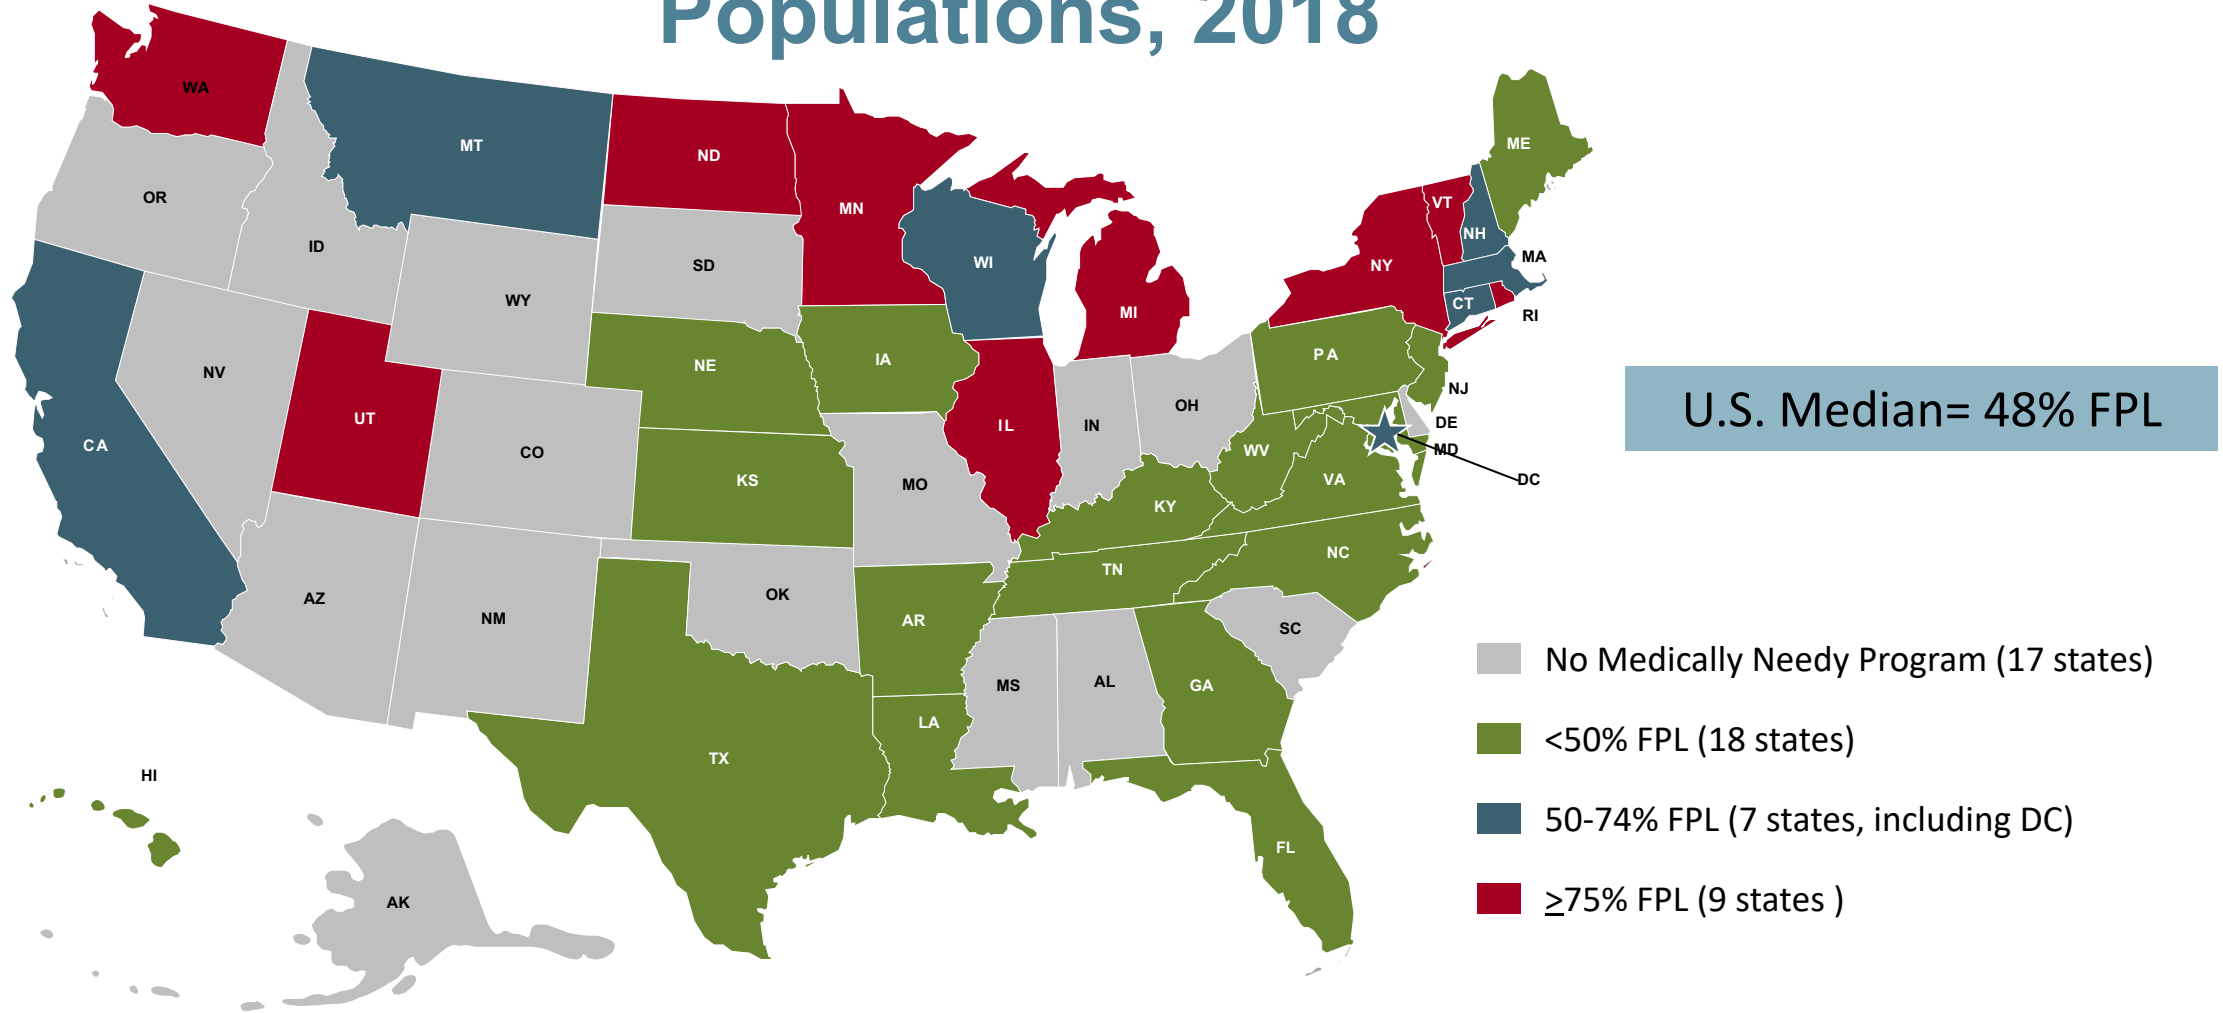 Populations, 2018
WA
MT
ND
MN
ME
OR
ID
SD
WI
VT
NH
MA
WY
NY
MI
CT
RI
NV
NE
IA
PA
NJ
UT
CO
IL
IN
OH
DE
U.S. Median= 48% FPL
CA
KS
MO
WV
MD
DC
VA
KY
NC
TN
AZ
NM
OK
AR
SC
MS
AL
GA
LA
TX
HI
FL
AK
No Medically Needy Program (17 states)
<50% FPL (18 states)
50-74% FPL (7 states, including DC)
≥75% FPL (9 states )